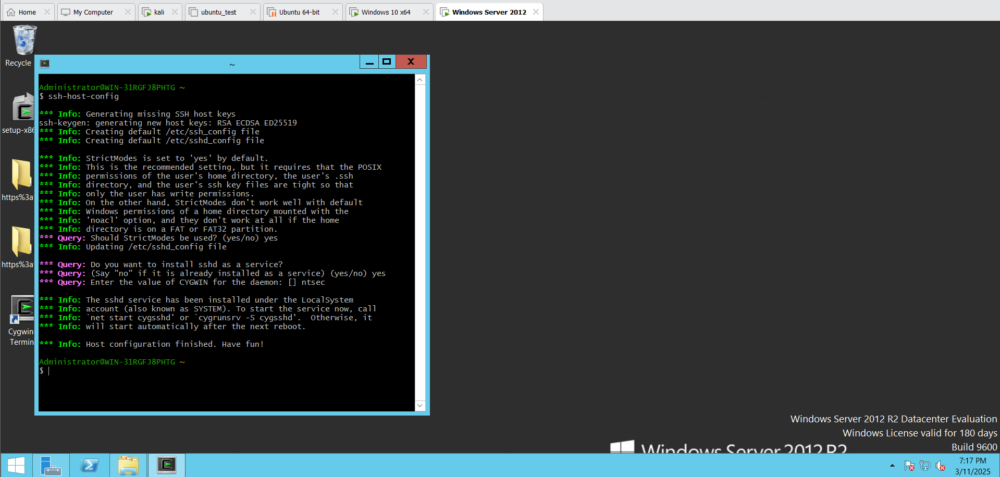 Home
My Computer
kali
ubuntu_test
Ubuntu 64-bit
Windows 10 x64
Windows Server 2012
Recycle
setup-x86
https%3a
https%3a
Cygwin
Termin
~
Administrator@WIN-31RGFJ8PHTG ~
$ ssh-host-config
*** Info: Generating missing SSH host keys
ssh-keygen: generating new host keys: RSA ECDSA ED25519
*** Info: Creating default /etc/ssh_config file
*** Info: Creating default /etc/sshd_config file
*** Info: StrictModes is set to 'yes' by default.
*** Info: This is the recommended setting, but it requires that the POSIX
*** Info: permissions of the user's home directory, the user's .ssh
*** Info: directory, and the user's ssh key files are tight so that
*** Info: only the user has write permissions.
*** Info: On the other hand, StrictModes don't work well with default
*** Info: Windows permissions of a home directory mounted with the
*** Info: 'noacl' option, and they don't work at all if the home
*** Info: directory is on a FAT or FAT32 partition.
*** Query: Should StrictModes be used? (yes/no) yes
*** Info: Updating /etc/sshd_config file
*** Query: Do you want to install sshd as a service?
*** Query: (Say "no" if it is already installed as a service) (yes/no) yes
*** Query: Enter the value of CYGWIN for the daemon: [] ntsec
*** Info: The sshd service has been installed under the LocalSystem
*** Info: account (also known as SYSTEM). To start the service now, call
*** Info: `net start cygsshd' or `cygrunsrv -S cygsshd'.  Otherwise, it
*** Info: will start automatically after the next reboot.
*** Info: Host configuration finished. Have fun!
Administrator@WIN-31RGFJ8PHTG ~
$
Windows Server 2012 R2 Datacenter Evaluation
Windows License valid for 180 days
Build 9600
Windows Server 2012 R2
7:17 PM
3/11/2025